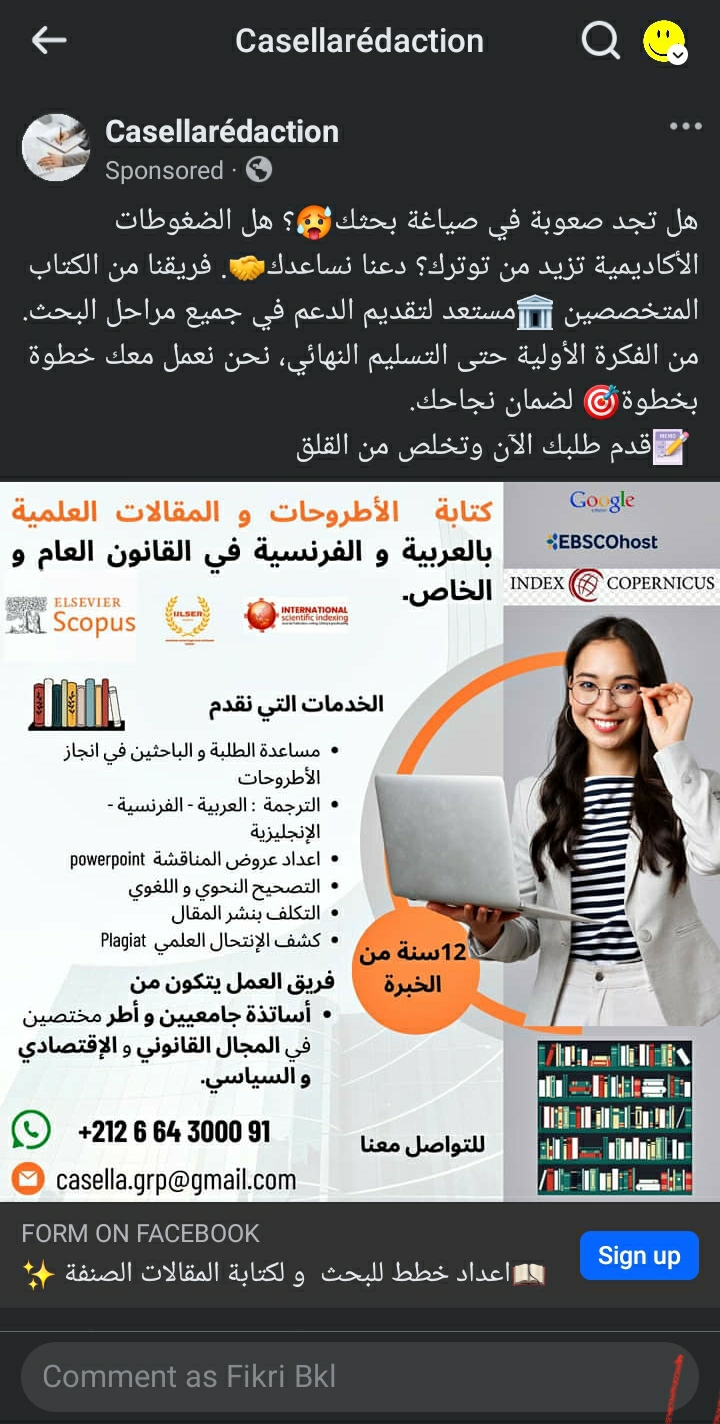 Casellarédaction
Casellarédaction
Sponsored ·
هل تجد صعوبة في صياغة بحثك🥵؟ هل الضغوطات
الأكاديمية تزيد من توترك؟ دعنا نساعدك🤝. فريقنا من الكتاب
المتخصصين 🏛️مستعد لتقديم الدعم في جميع مراحل البحث.
من الفكرة الأولية حتى التسليم النهائي، نحن نعمل معك خطوة
بخطوة🎯 لضمان نجاحك.
📝قدم طلبك الآن وتخلص من القلق
كتابة الأطروحات و المقالات العلمية
بالعربية و الفرنسية في القانون العام و
الخاص.
Google
EBSCOhost
INDEX COPERNICUS
ELSEVIER
Scopus
ULSER
INTERNATIONAL
scientific indexing
الخدمات التي نقدم
• مساعدة الطلبة و الباحثين في انجاز
الأطروحات
• الترجمة : العربية - الفرنسية -
الإنجليزية
• اعداد عروض المناقشة powerpoint
• التصحيح النحوي و اللغوي
• التكلف بنشر المقال
• كشف الإنتحال العلمي Plagiat
12سنة من
الخبرة
فريق العمل يتكون من
• أساتذة جامعيين و أطر مختصين
في المجال القانوني و الإقتصادي
و السياسي.
للتواصل معنا
+212 6 64 3000 91
casella.grp@gmail.com
FORM ON FACEBOOK
📖اعداد خطط للبحث و لكتابة المقالات الصنفة ✨
Sign up
Comment as Fikri Bkl